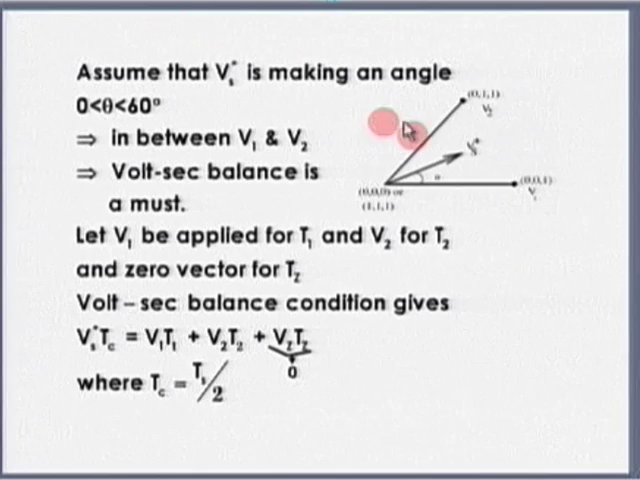 Assume that Vs* is making an angle
0<θ<60°
⇒ in between V1 & V2
⇒ Volt-sec balance is
a must.
Let V1 be applied for T1 and V2 for T2
and zero vector for Tz
Volt – sec balance condition gives
Vs*Tc = V1T1 + V2T2 + VzTz
0
where Tc = Ts/2
(0,1,1)
V2
Vs*
(0,0,1)
V1
(0,0,0) or
(1,1,1)